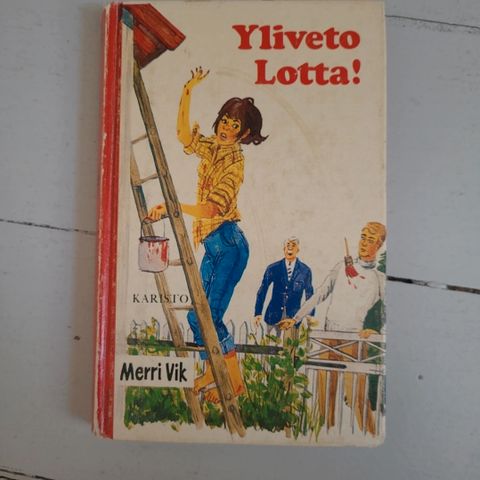 Yliveto
Lotta!
KARISTO
Merri Vik